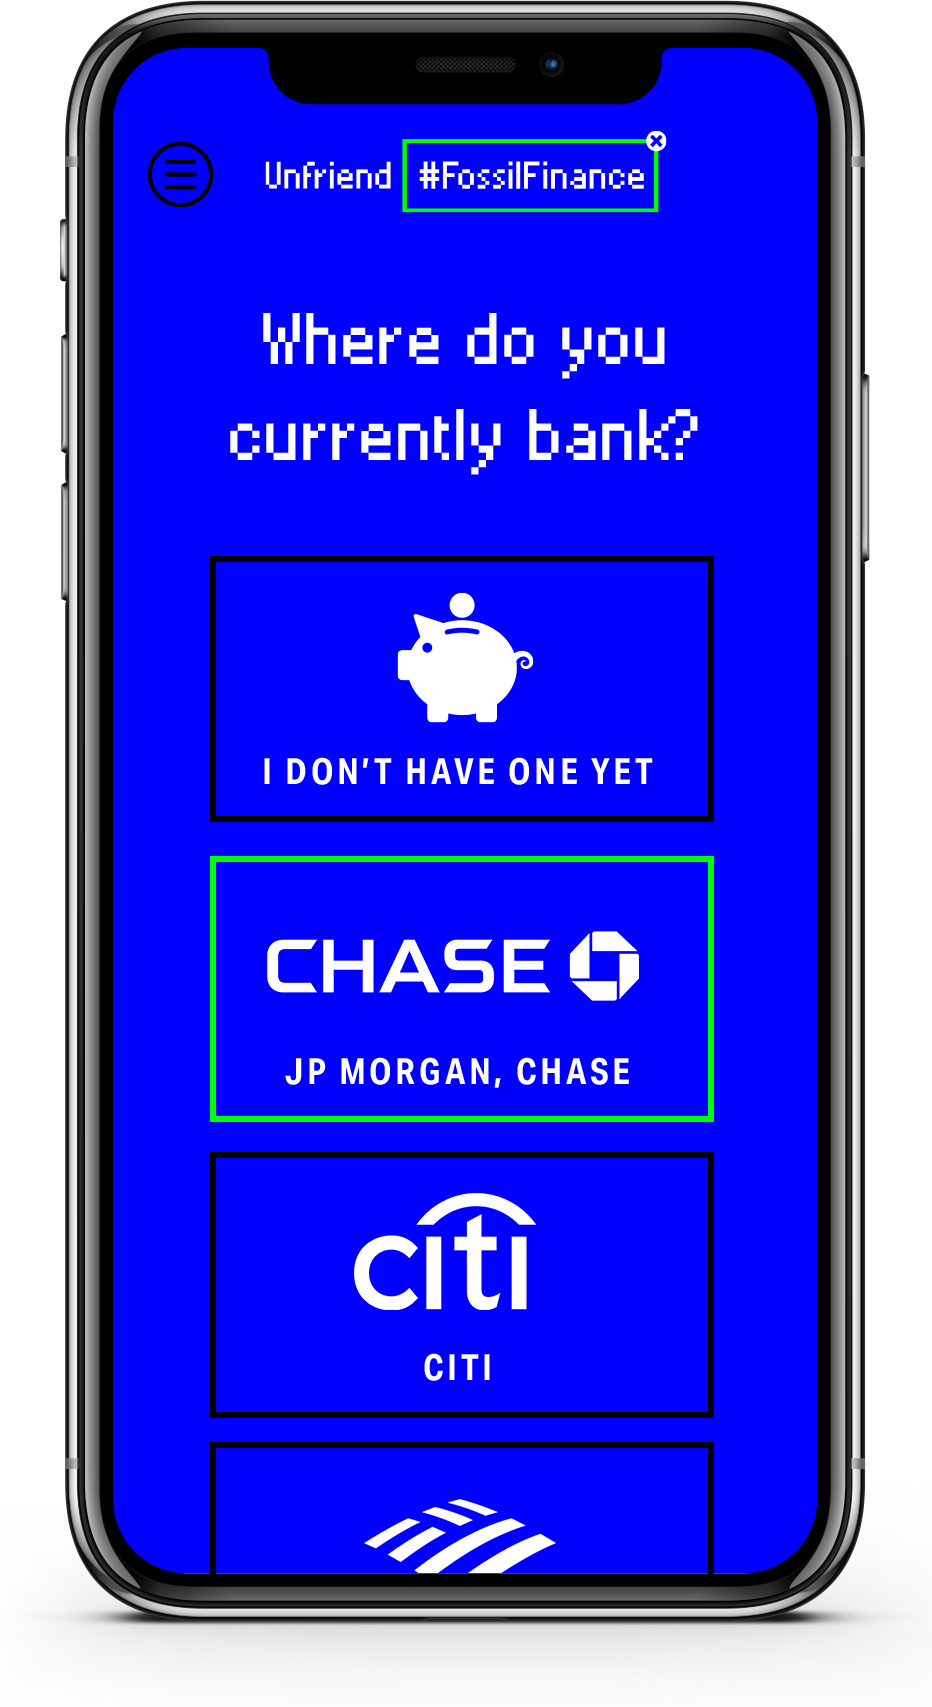 Unfriend #FossilFinance
Where do you
currently bank?
I DON'T HAVE ONE YET
CHASE
JP MORGAN, CHASE
citi
CITI